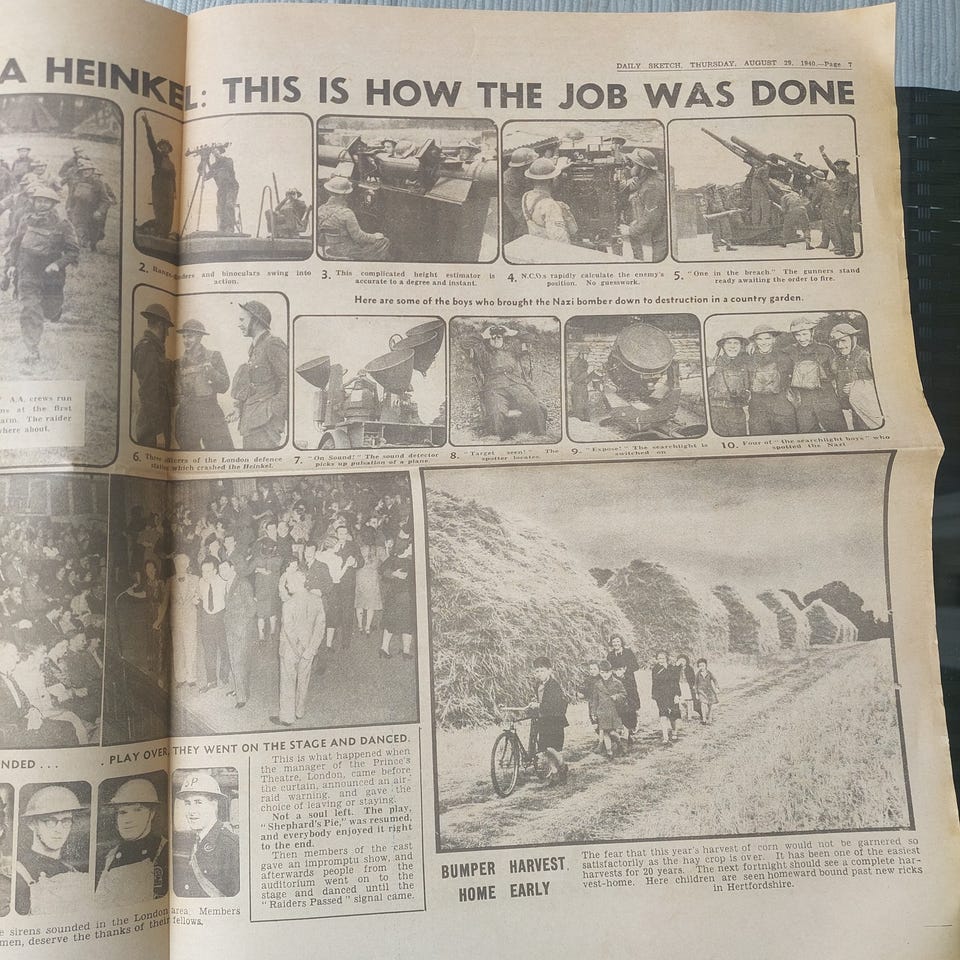 DAILY SKETCH, THURSDAY, AUGUST 29, 1940.—Page 7
A HEINKEL: THIS IS HOW THE JOB WAS DONE
2. Range-finders and binoculars swing into
action.
3. This complicated height estimator is
accurate to a degree and instant.
4. N.C.O.s rapidly calculate the enemy's
position. No guesswork.
5. "One in the breach." The gunners stand
ready awaiting the order to fire.
Here are some of the boys who brought the Nazi bomber down to destruction in a country garden.
A.A. crews run
at the first
The raider
about.
6. Three officers of the London defence
station which crashed the Heinkel.
7. "On Sound!" The sound detector
picks up pulsation of a plane.
8. "Target seen!" The
spotter locates.
9. "Expose!" The searchlight is
switched on
10. Four of "the searchlight boys" who
spotted the Nazi
NDED . . .
. PLAY OVER, THEY WENT ON THE STAGE AND DANCED.
This is what happened when
the manager of the Prince's
Theatre, London, came before
the curtain, announced an air-
raid warning, and gave the
choice of leaving or staying.
Not a soul left. The play,
"Shephard's Pie," was resumed,
and everybody enjoyed it right
to the end.
Then members of the cast
gave an impromptu show, and
afterwards people from the
auditorium went on to the
stage and danced until the
"Raiders Passed" signal came.
SP
sirens sounded in the London area. Members
men, deserve the thanks of their fellows.
BUMPER HARVEST
HOME EARLY
The fear that this year's harvest of corn would not be garnered so
satisfactorily as the hay crop is over. It has been one of the easiest
harvests for 20 years. The next fortnight should see a complete har-
vest-home. Here children are seen homeward bound past new ricks
in Hertfordshire.